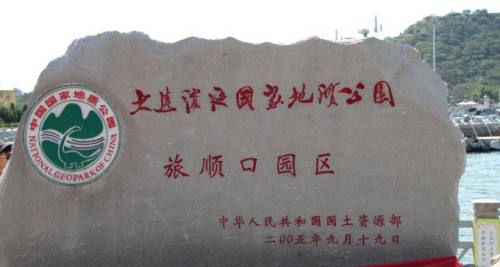 大连滨海国家地质公园
旅顺口园区
中华人民共和国国土资源部
二00五年九月十九日
中国国家地质公园
NATIONAL GEOPARK OF CHINA